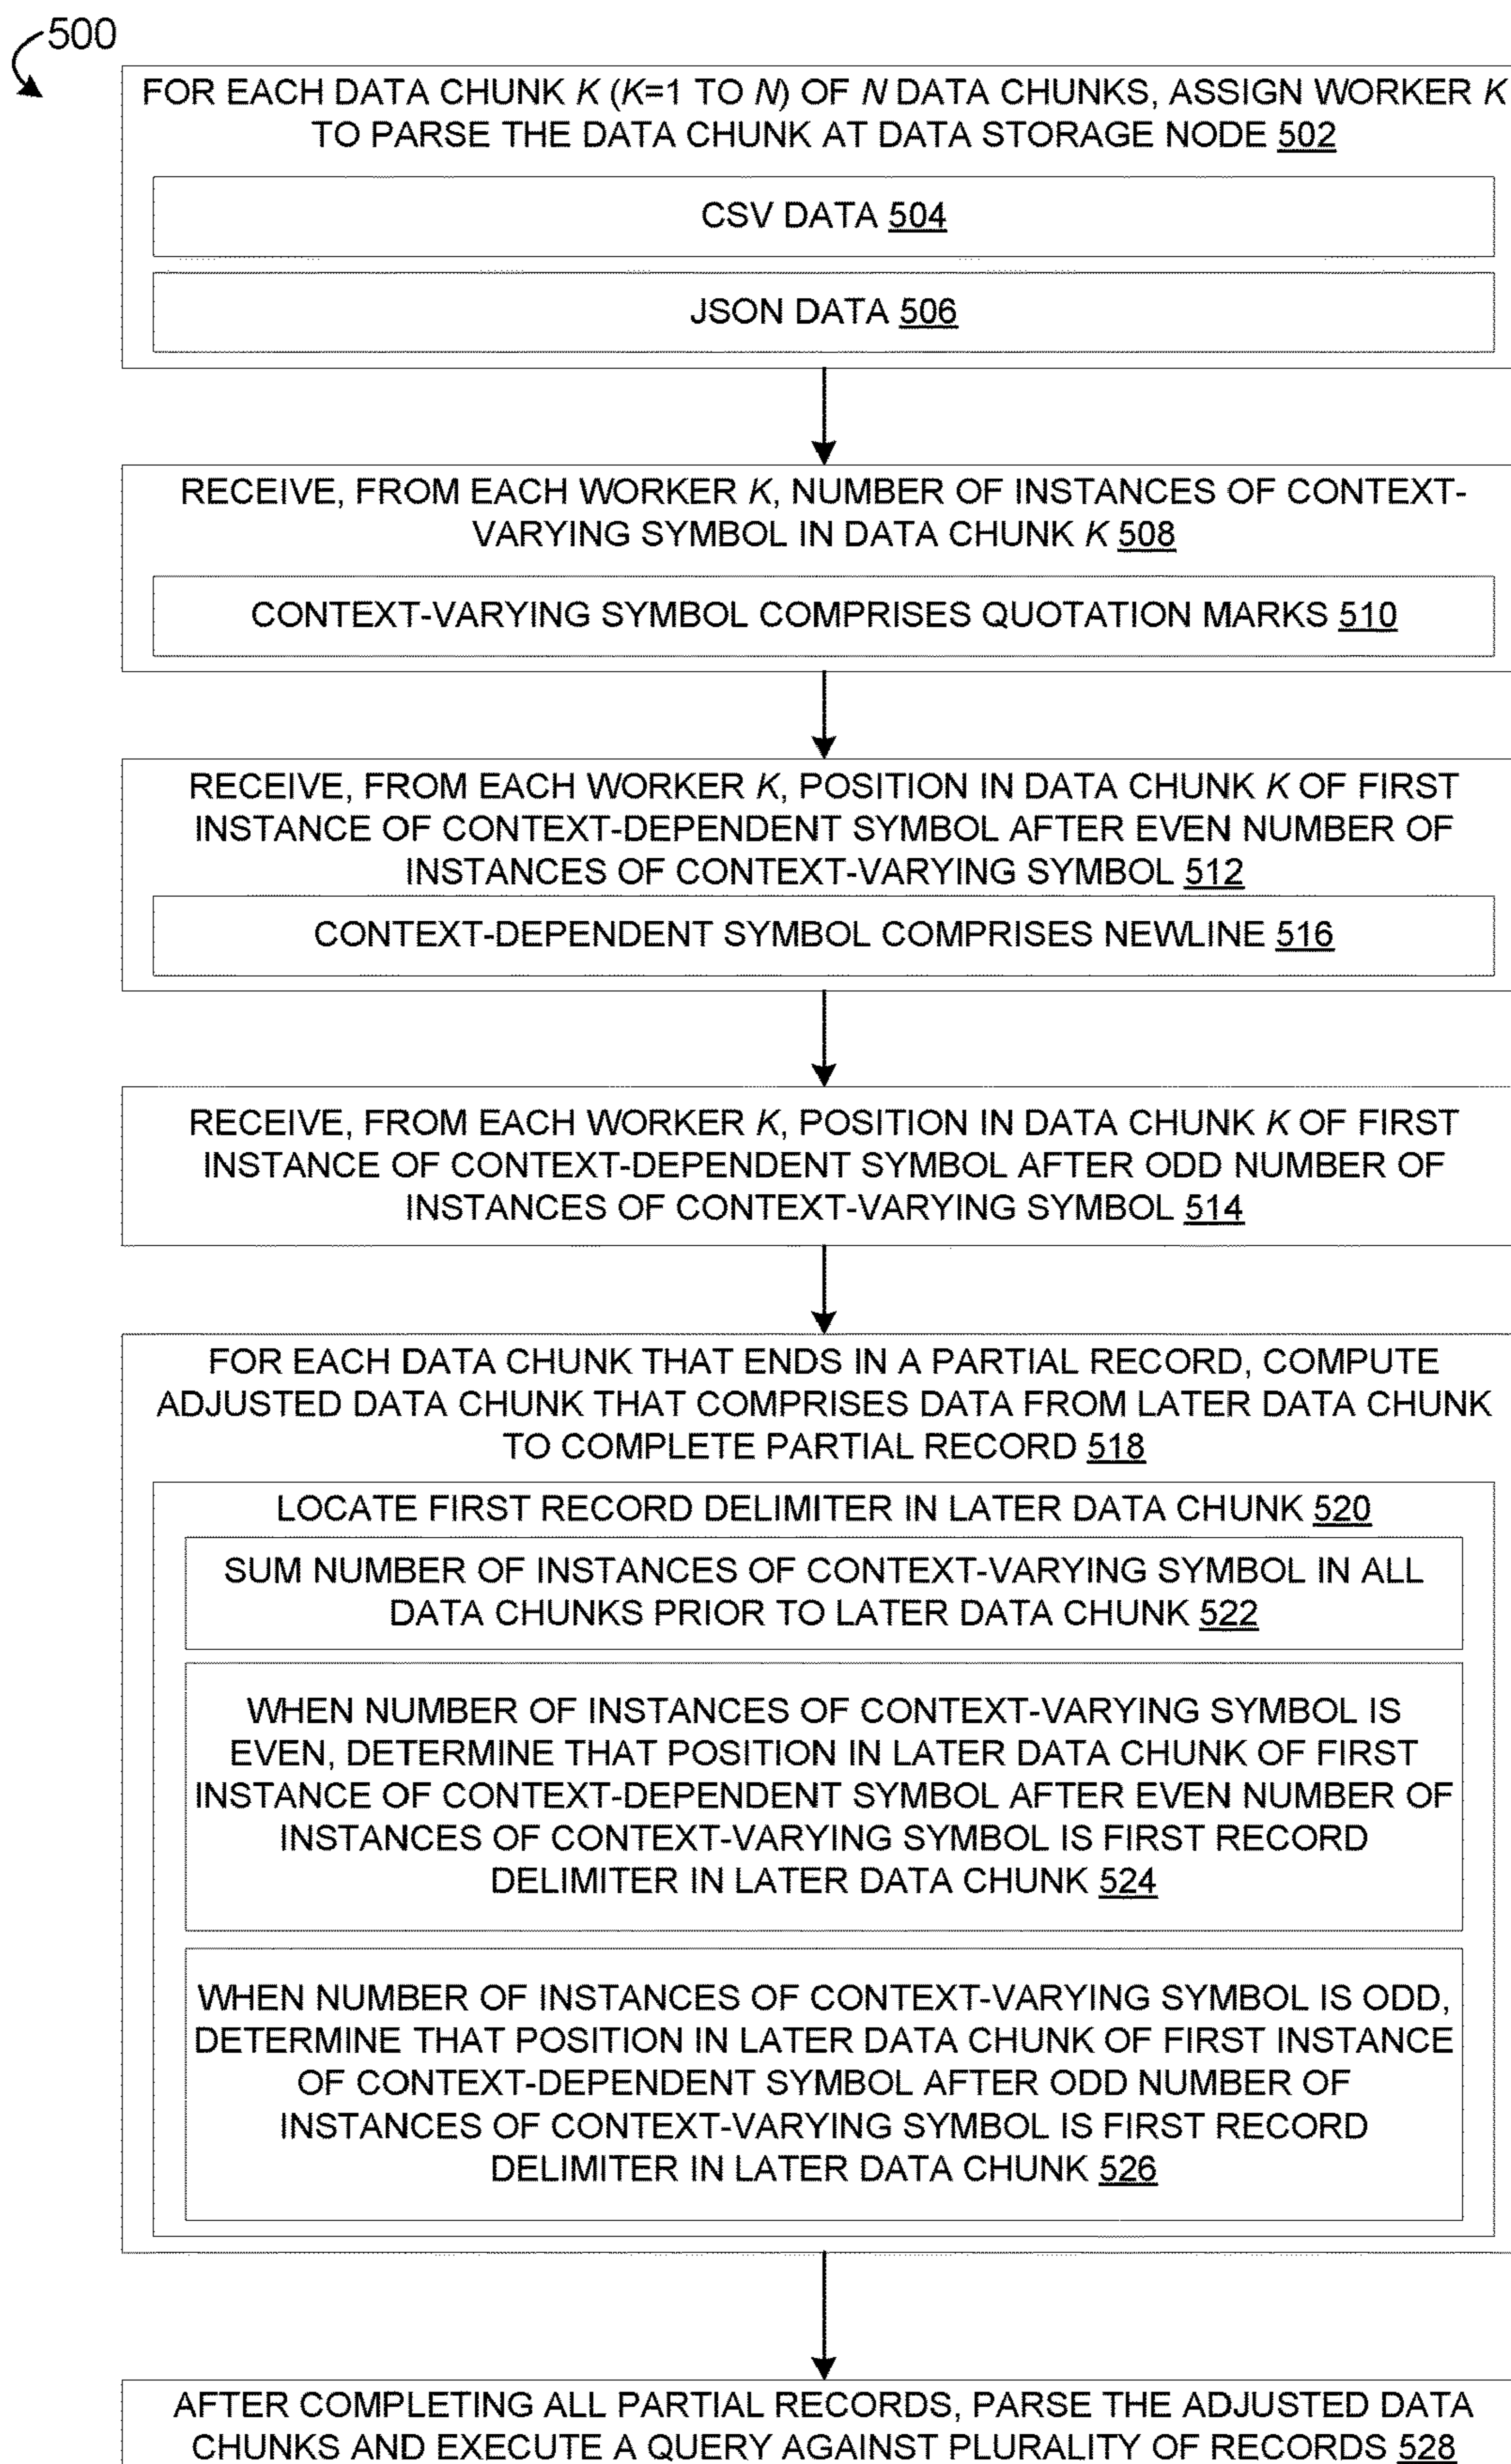 500
FOR EACH DATA CHUNK K (K=1 TO N) OF N DATA CHUNKS, ASSIGN WORKER K
TO PARSE THE DATA CHUNK AT DATA STORAGE NODE 502
CSV DATA 504
JSON DATA 506
RECEIVE, FROM EACH WORKER K, NUMBER OF INSTANCES OF CONTEXT-
VARYING SYMBOL IN DATA CHUNK K 508
CONTEXT-VARYING SYMBOL COMPRISES QUOTATION MARKS 510
RECEIVE, FROM EACH WORKER K, POSITION IN DATA CHUNK K OF FIRST
INSTANCE OF CONTEXT-DEPENDENT SYMBOL AFTER EVEN NUMBER OF
INSTANCES OF CONTEXT-VARYING SYMBOL 512
CONTEXT-DEPENDENT SYMBOL COMPRISES NEWLINE 516
RECEIVE, FROM EACH WORKER K, POSITION IN DATA CHUNK K OF FIRST
INSTANCE OF CONTEXT-DEPENDENT SYMBOL AFTER ODD NUMBER OF
INSTANCES OF CONTEXT-VARYING SYMBOL 514
FOR EACH DATA CHUNK THAT ENDS IN A PARTIAL RECORD, COMPUTE
ADJUSTED DATA CHUNK THAT COMPRISES DATA FROM LATER DATA CHUNK
TO COMPLETE PARTIAL RECORD 518
LOCATE FIRST RECORD DELIMITER IN LATER DATA CHUNK 520
SUM NUMBER OF INSTANCES OF CONTEXT-VARYING SYMBOL IN ALL
DATA CHUNKS PRIOR TO LATER DATA CHUNK 522
WHEN NUMBER OF INSTANCES OF CONTEXT-VARYING SYMBOL IS
EVEN, DETERMINE THAT POSITION IN LATER DATA CHUNK OF FIRST
INSTANCE OF CONTEXT-DEPENDENT SYMBOL AFTER EVEN NUMBER OF
INSTANCES OF CONTEXT-VARYING SYMBOL IS FIRST RECORD
DELIMITER IN LATER DATA CHUNK 524
WHEN NUMBER OF INSTANCES OF CONTEXT-VARYING SYMBOL IS ODD,
DETERMINE THAT POSITION IN LATER DATA CHUNK OF FIRST INSTANCE
OF CONTEXT-DEPENDENT SYMBOL AFTER ODD NUMBER OF
INSTANCES OF CONTEXT-VARYING SYMBOL IS FIRST RECORD
DELIMITER IN LATER DATA CHUNK 526
AFTER COMPLETING ALL PARTIAL RECORDS, PARSE THE ADJUSTED DATA
CHUNKS AND EXECUTE A QUERY AGAINST PLURALITY OF RECORDS 528